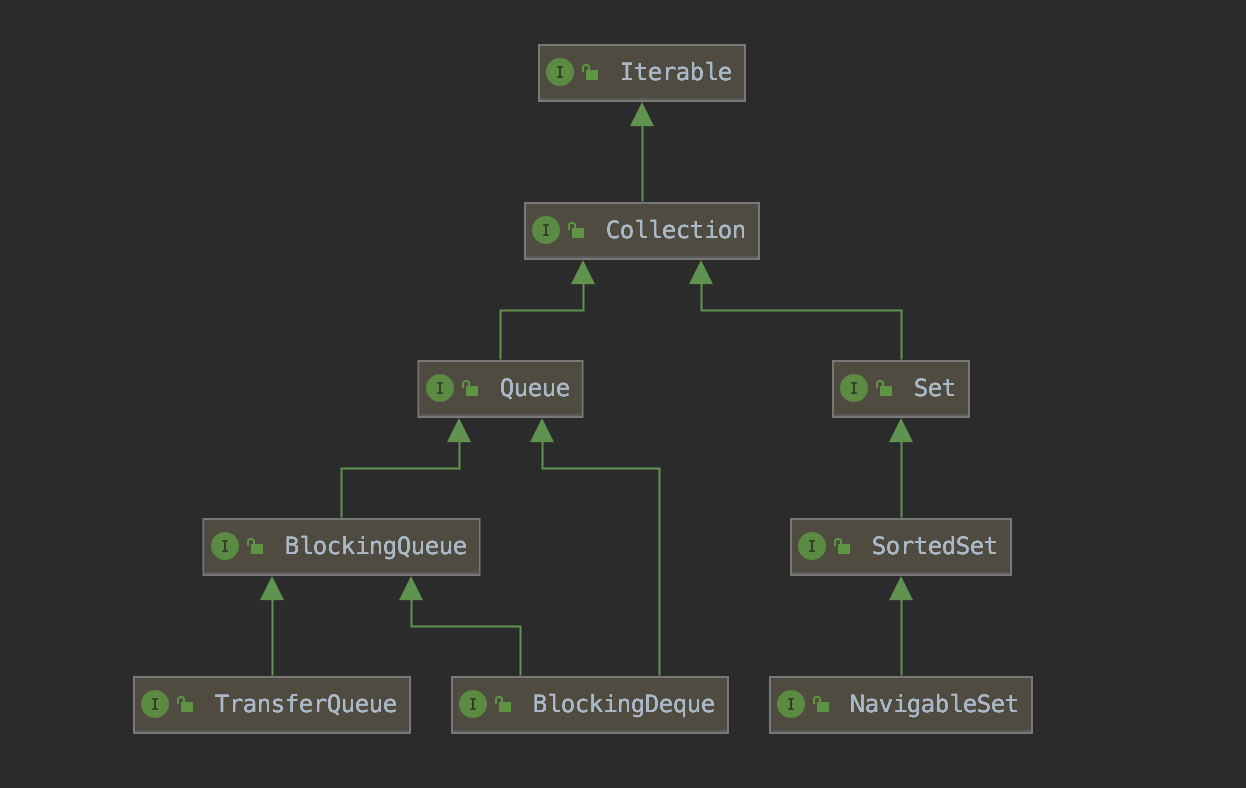 I Iterable
I Collection
I Queue
I Set
I BlockingQueue
I SortedSet
I TransferQueue
I BlockingDeque
I NavigableSet